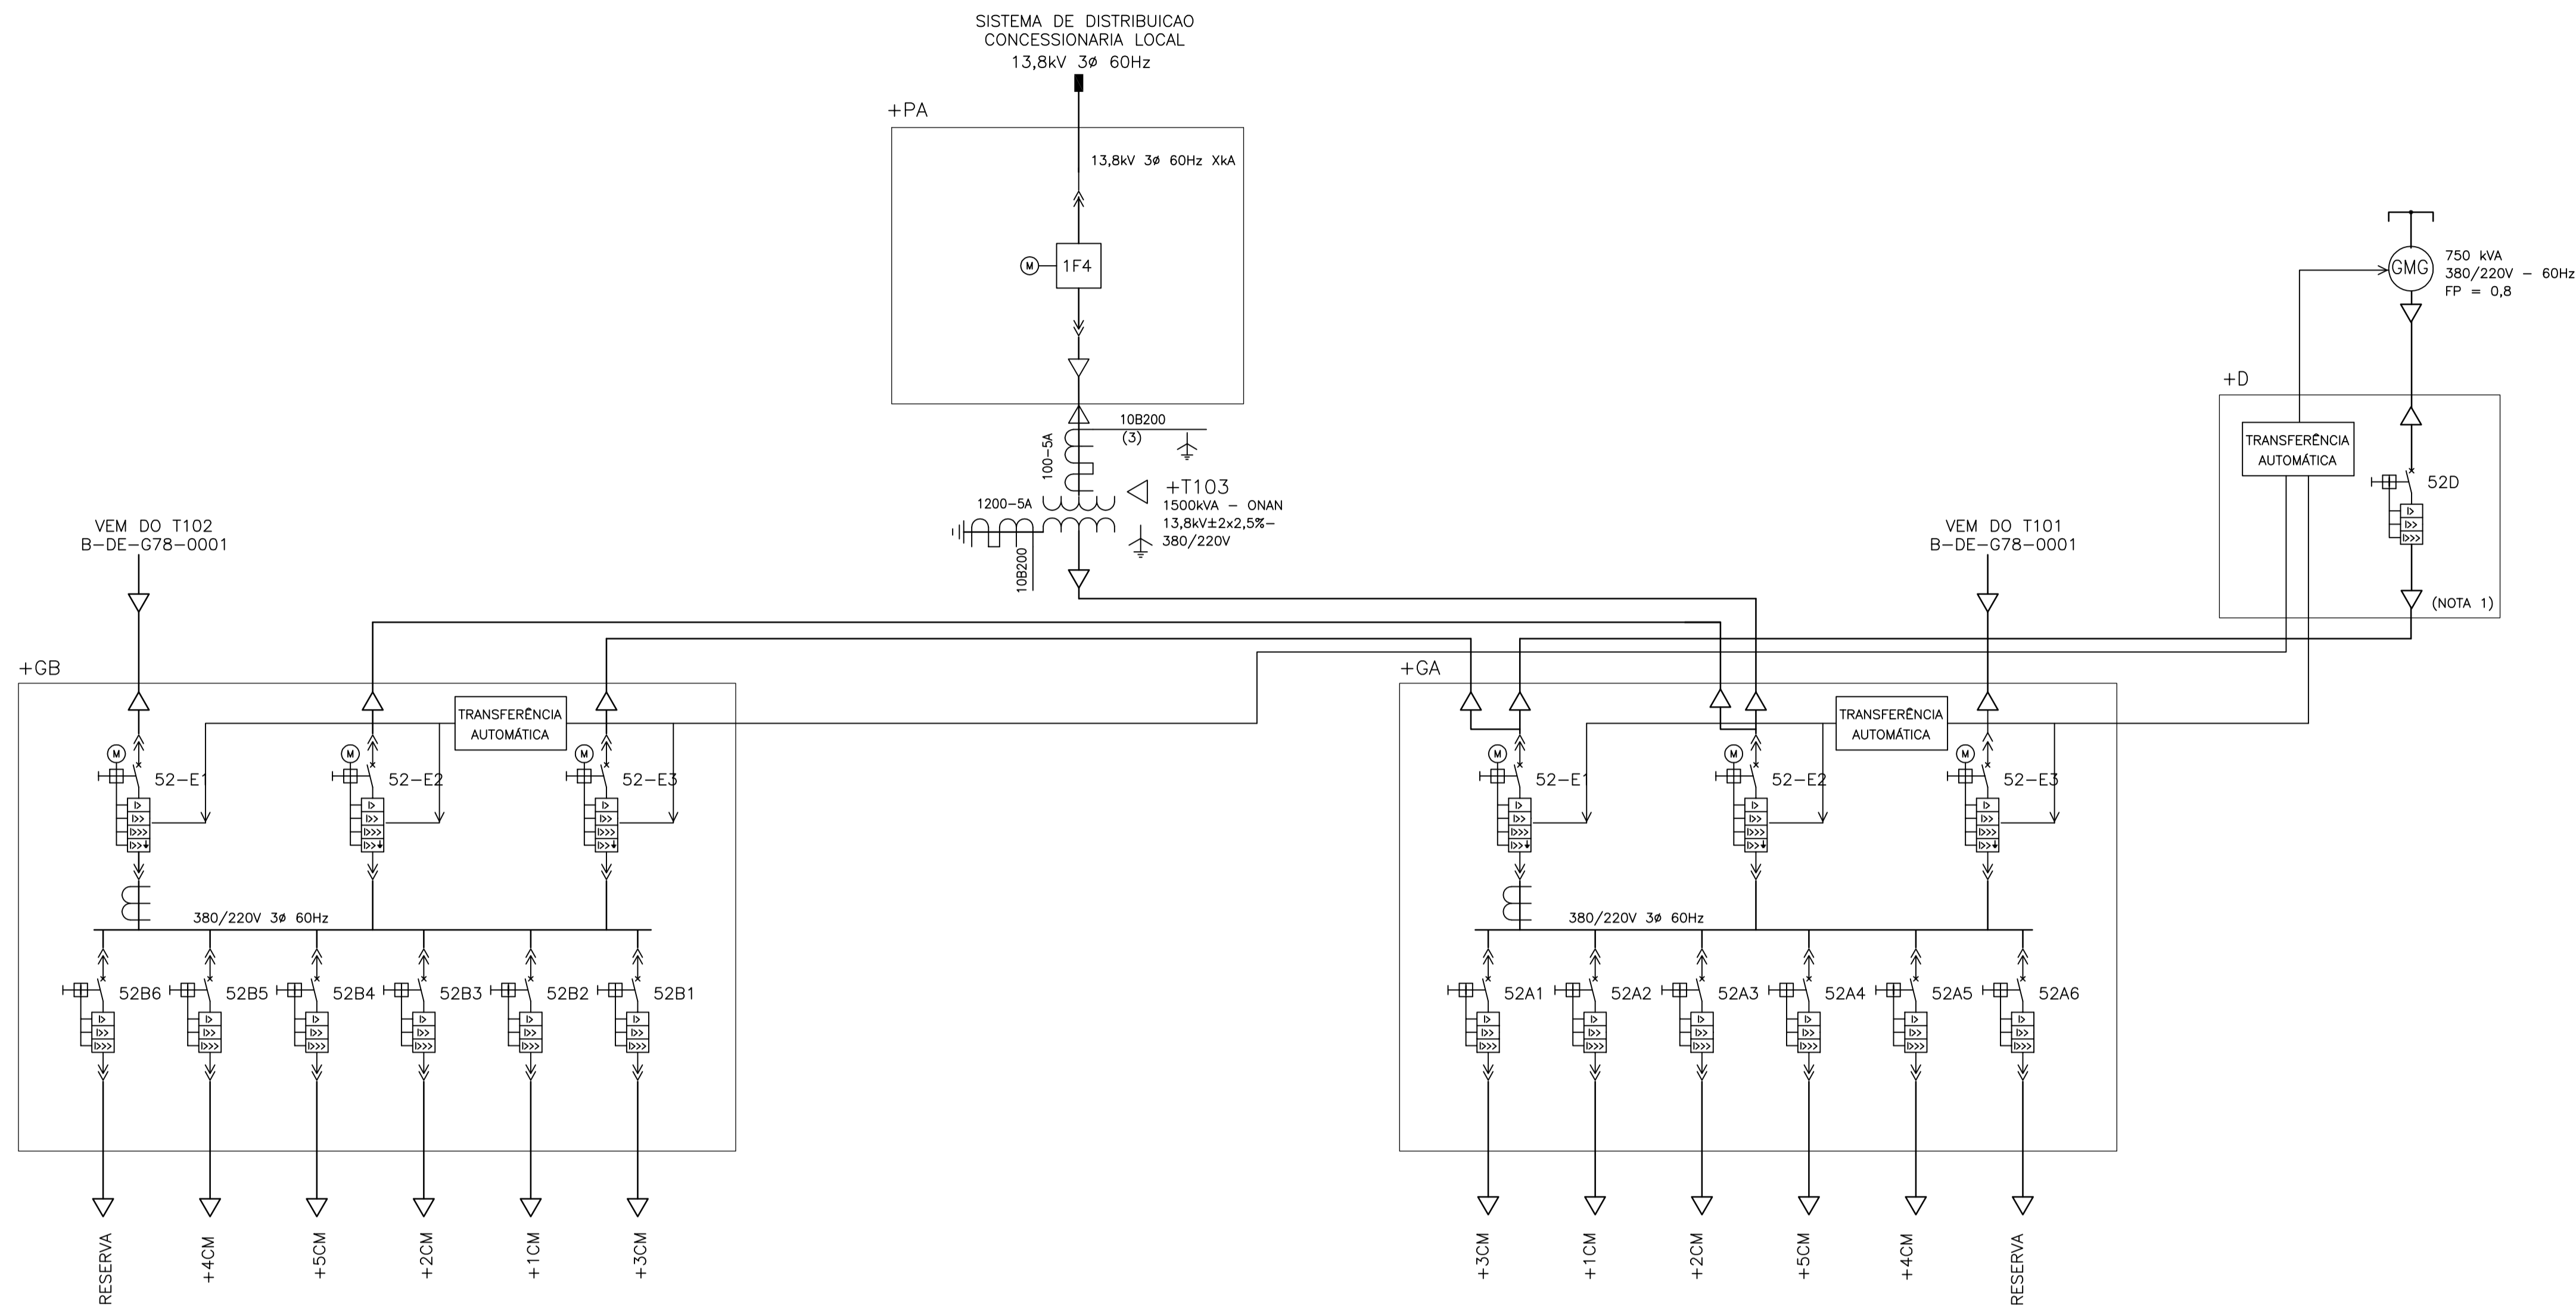 SISTEMA DE DISTRIBUICAO
CONCESSIONARIA LOCAL
13,8kV 3ø 60Hz
+PA
13,8kV 3ø 60Hz XkA
M
1F4
10B200
(3)
100-5A
+T103
1500kVA - ONAN
13,8kV±2x2,5%-
380/220V
1200-5A
10B200
GMG
750 kVA
380/220V - 60Hz
FP = 0,8
+D
TRANSFERÊNCIA
AUTOMÁTICA
52D
I>
I>>
I>>>
(NOTA 1)
VEM DO T102
B-DE-G78-0001
VEM DO T101
B-DE-G78-0001
+GB
TRANSFERÊNCIA
AUTOMÁTICA
M
52-E1
I>
I>>
I>>>
I>>
M
52-E2
I>
I>>
I>>>
I>>
M
52-E3
I>
I>>
I>>>
I>>
380/220V 3ø 60Hz
52B6
I>
I>>
I>>>
52B5
I>
I>>
I>>>
52B4
I>
I>>
I>>>
52B3
I>
I>>
I>>>
52B2
I>
I>>
I>>>
52B1
I>
I>>
I>>>
RESERVA
+4CM
+5CM
+2CM
+1CM
+3CM
+GA
TRANSFERÊNCIA
AUTOMÁTICA
M
52-E1
I>
I>>
I>>>
I>>
M
52-E2
I>
I>>
I>>>
I>>
M
52-E3
I>
I>>
I>>>
I>>
380/220V 3ø 60Hz
52A1
I>
I>>
I>>>
52A2
I>
I>>
I>>>
52A3
I>
I>>
I>>>
52A4
I>
I>>
I>>>
52A5
I>
I>>
I>>>
52A6
I>
I>>
I>>>
+3CM
+1CM
+2CM
+5CM
+4CM
RESERVA